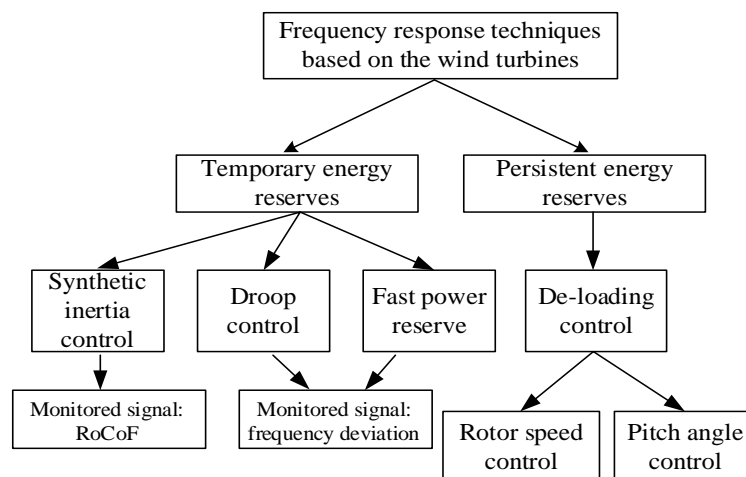 Frequency response techniques
based on the wind turbines
Temporary energy
reserves
Persistent energy
reserves
Synthetic
inertia
control
Droop
control
Fast power
reserve
De-loading
control
Monitored signal:
RoCoF
Monitored signal:
frequency deviation
Rotor speed
control
Pitch angle
control